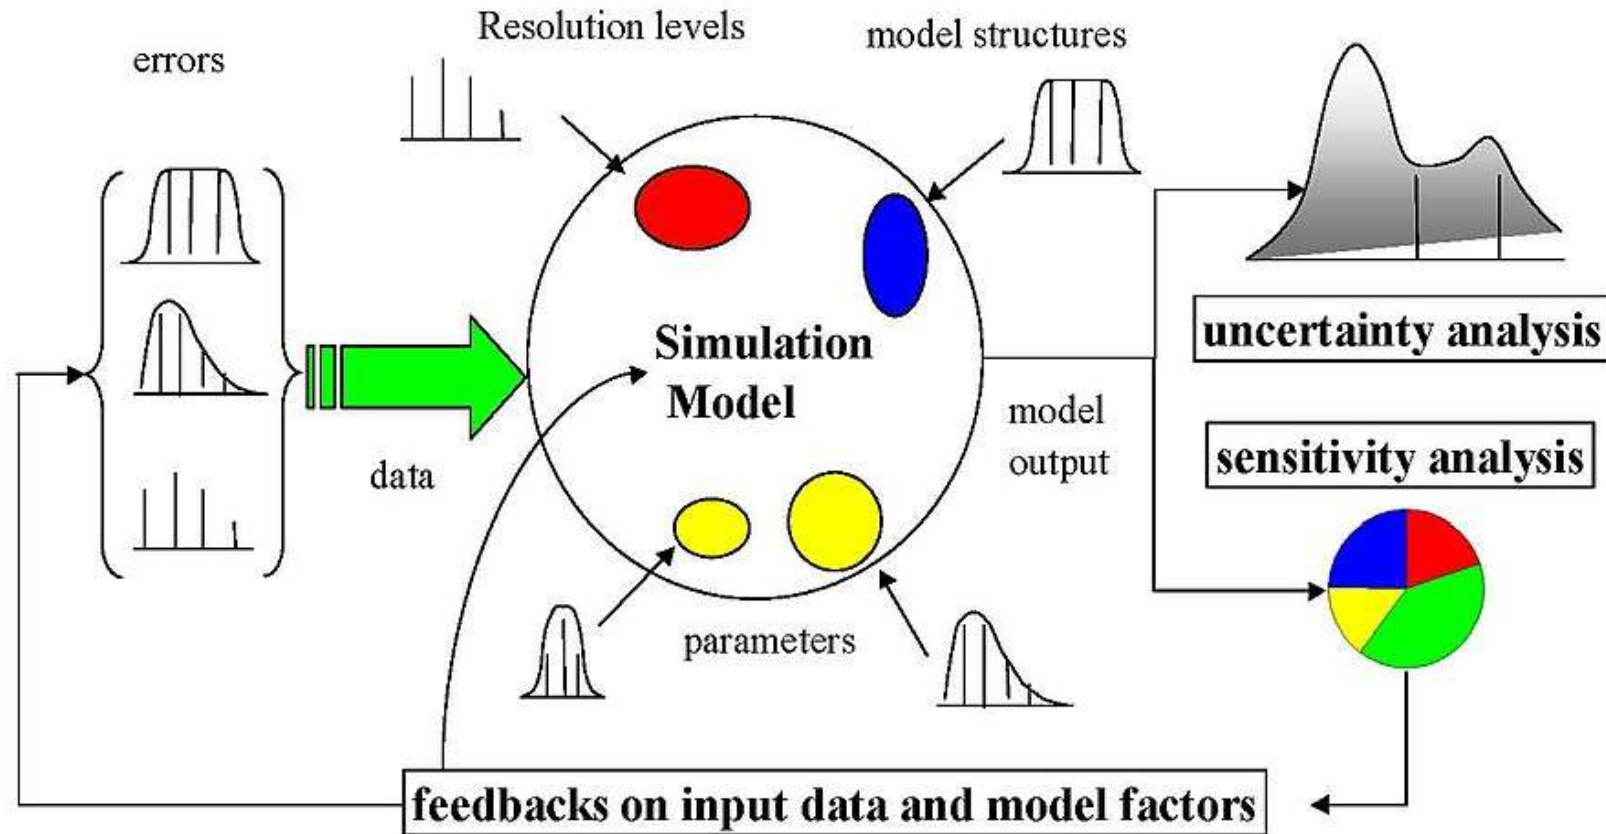 errors
Resolution levels
model structures
Simulation
Model
data
parameters
model
output
uncertainty analysis
sensitivity analysis
feedbacks on input data and model factors